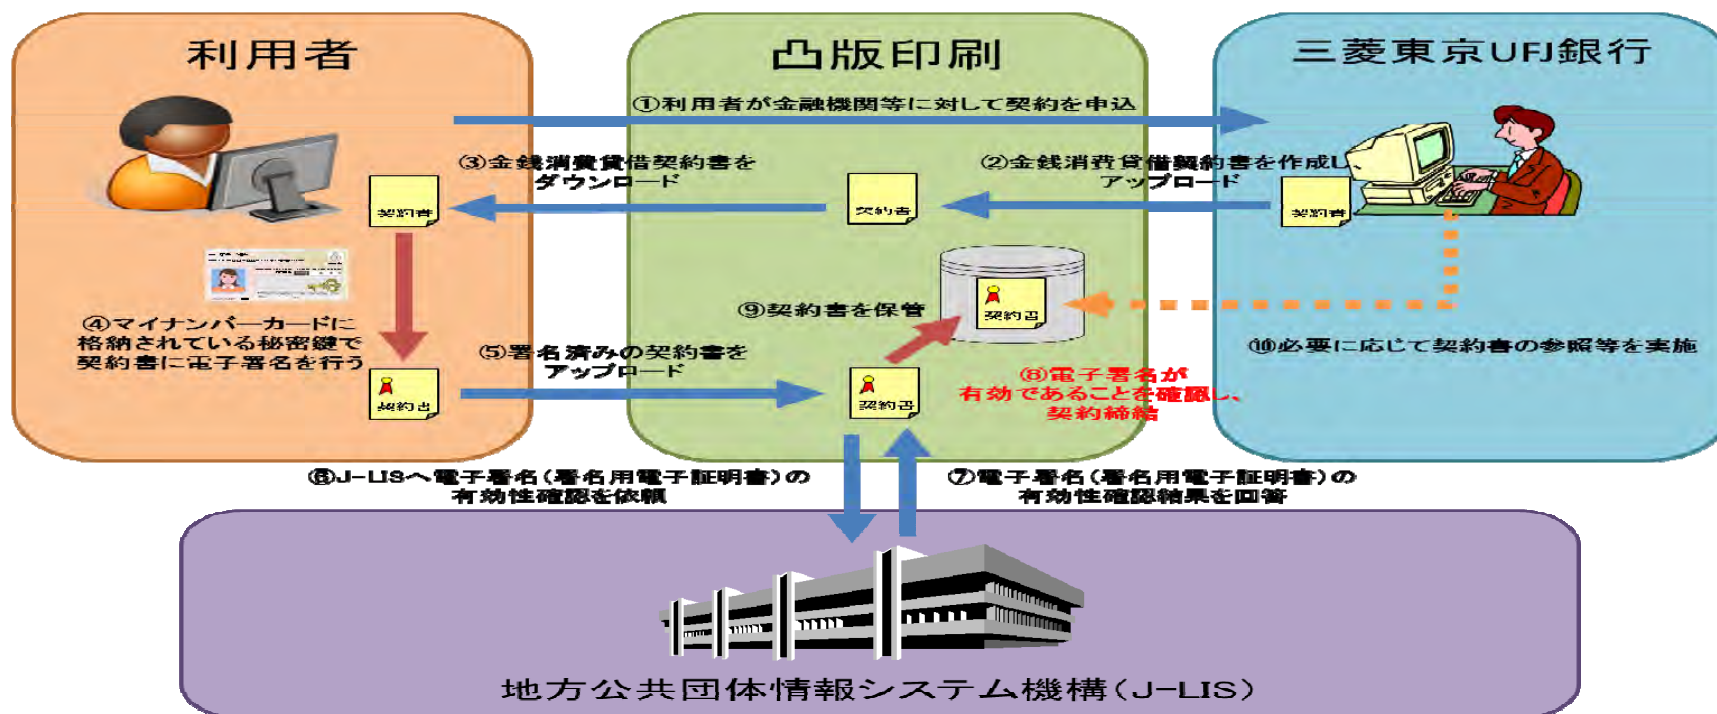 利用者
凸版印刷
三菱東京UFJ銀行
①利用者が金融機関等に対して契約を申込
③金銭消費貸借契約書を
ダウンロード
②金銭消費貸借契約書を作成し
アップロード
契約書
契約書
契約書
④マイナンバーカードに
格納されている秘密鍵で
契約書に電子署名を行う
⑨契約書を保管
契約書
⑩必要に応じて契約書の参照等を実施
⑤署名済みの契約書を
アップロード
契約書
契約書
⑧電子署名が
有効であることを確認し、
契約締結
⑥J-LISへ電子署名(署名用電子証明書)の
有効性確認を依頼
⑦電子署名(署名用電子証明書)の
有効性確認結果を回答
地方公共団体情報システム機構(J-LIS)